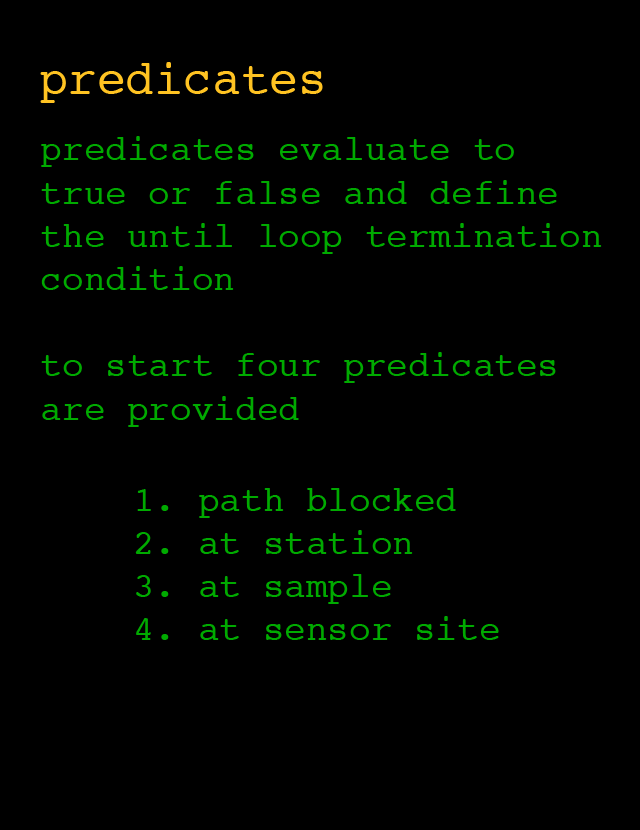 predicates
predicates evaluate to
true or false and define
the until loop termination
condition
to start four predicates
are provided
1. path blocked
2. at station
3. at sample
4. at sensor site